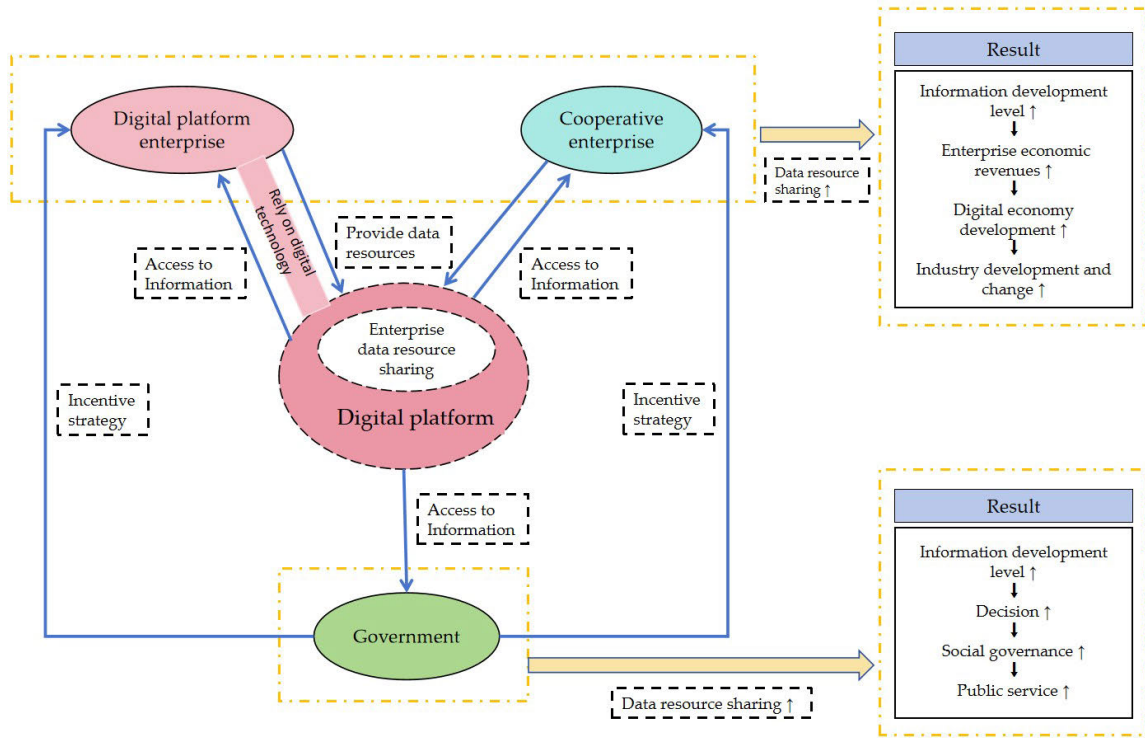 Result
Information development
level ↑
Enterprise economic
revenues ↑
Digital economy
development ↑
Industry development and
change ↑
Digital platform
enterprise
Cooperative
enterprise
Data resource
sharing ↑
Rely on digital
technology
Provide data
resources
Access to
Information
Access to
Information
Enterprise
data resource
sharing
Digital platform
Incentive
strategy
Incentive
strategy
Access to
Information
Government
Data resource sharing ↑
Result
Information development
level ↑
Decision ↑
Social governance ↑
Public service ↑